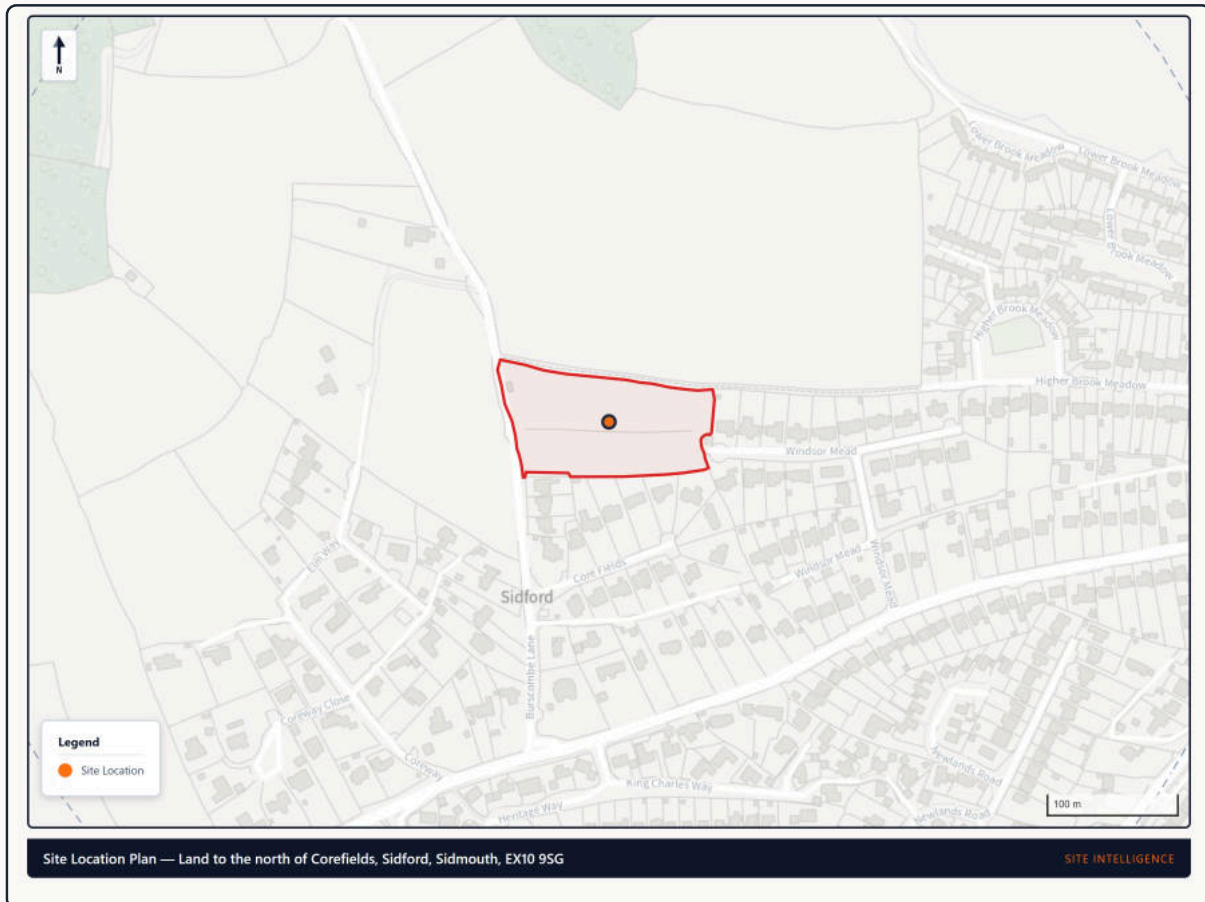 N
Lower Brook Meadow
Lower Brook Meadow
Lower Brook Meadow
Higher Brook Meadow
Higher Brook Meadow
Windsor Mead
Elm Way
Core Fields
Windsor Mead
Windsor Mead
Sidford
Burscombe Lane
Coreway Close
Coreway
Newlands Road
King Charles Way
Heritage Way
Newlands Road
Legend
Site Location
100 m
Site Location Plan — Land to the north of Corefields, Sidford, Sidmouth, EX10 9SG
SITE INTELLIGENCE